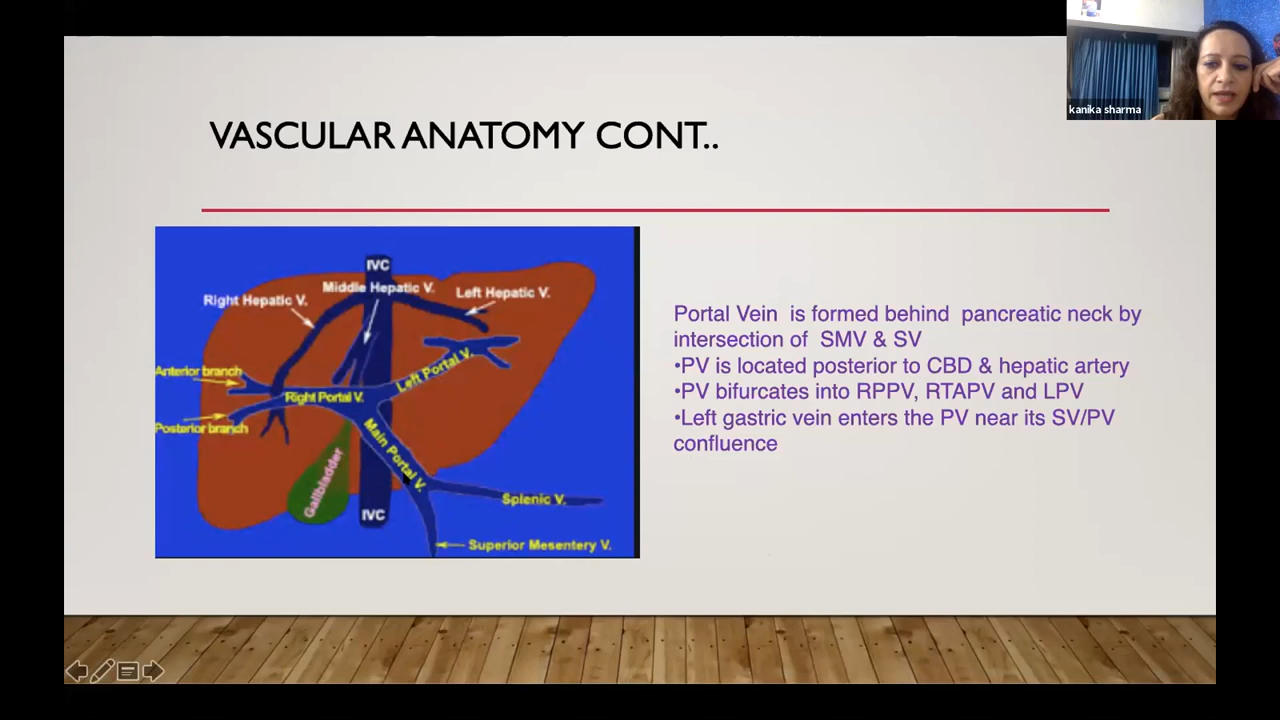 kanika sharma
VASCULAR ANATOMY CONT..
IVC
Middle Hepatic V.
Right Hepatic V.
Left Hepatic V.
Anterior branch
Left Portal V.
Right Portal V.
Posterior branch
Main Portal V.
Gallbladder
Splenic V.
IVC
Superior Mesentery V.
Portal Vein is formed behind pancreatic neck by
intersection of SMV & SV
•PV is located posterior to CBD & hepatic artery
•PV bifurcates into RPPV, RTAPV and LPV
•Left gastric vein enters the PV near its SV/PV
confluence